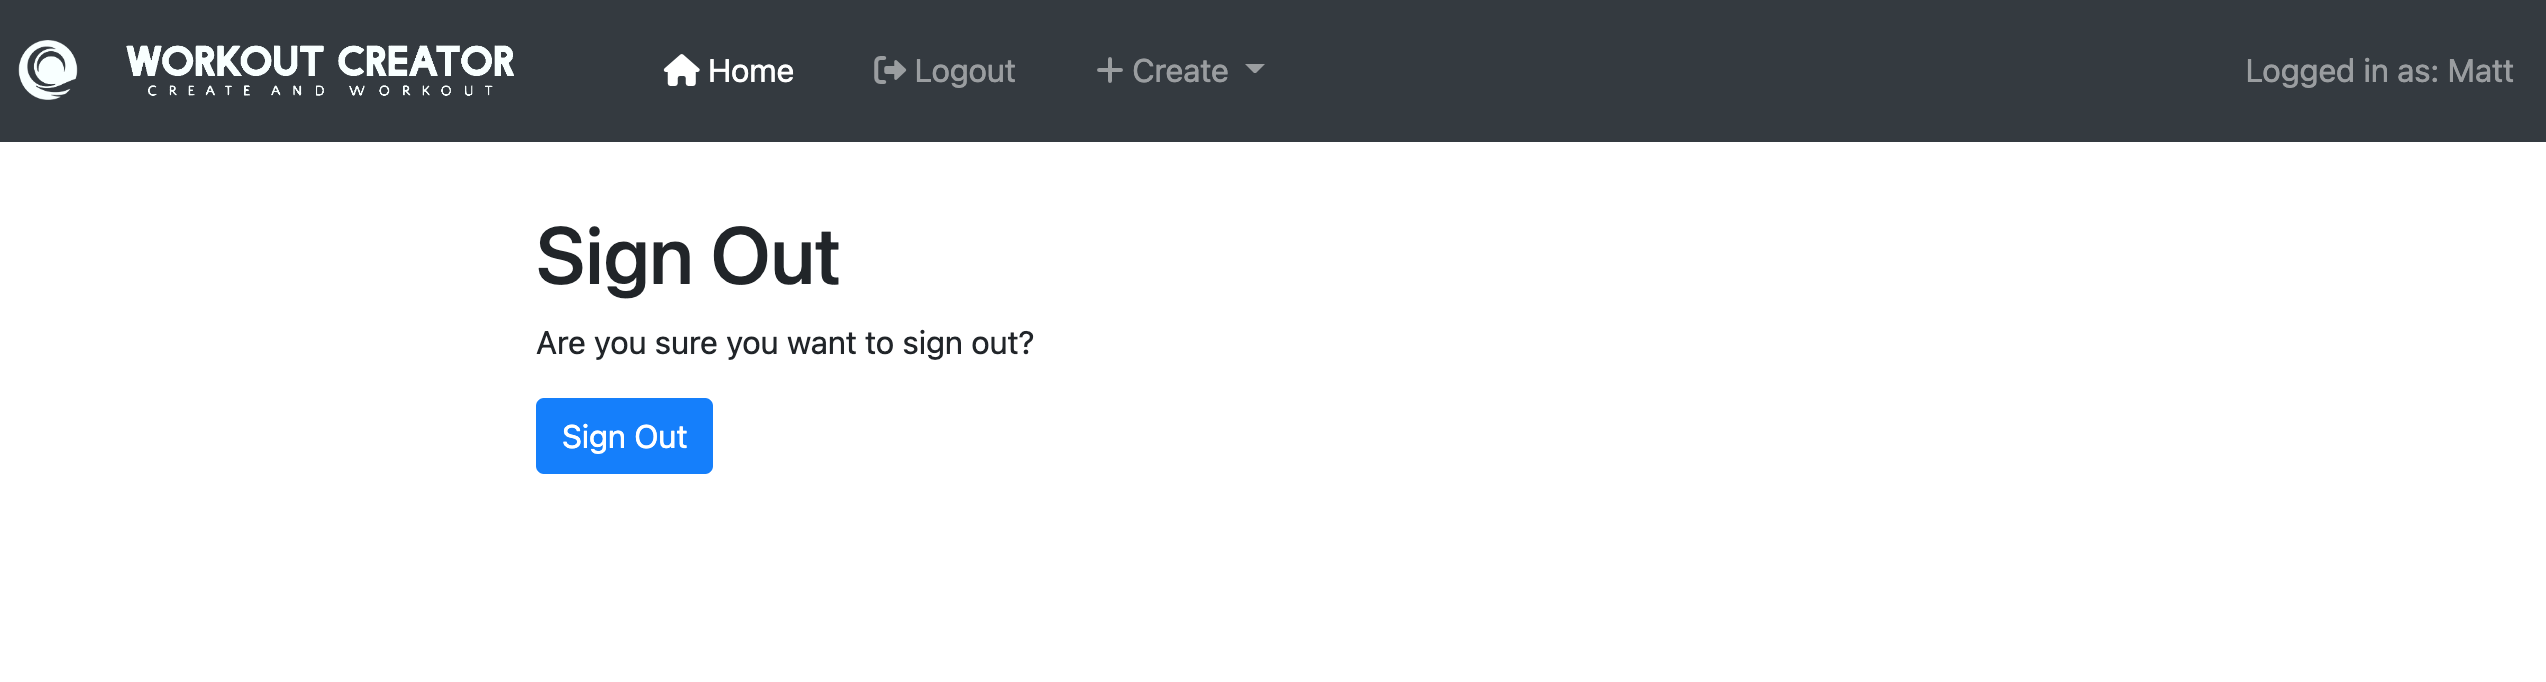 WORKOUT CREATOR
CREATE AND WORKOUT
Home
Logout
Create
Logged in as: Matt
Sign Out
Are you sure you want to sign out?
Sign Out